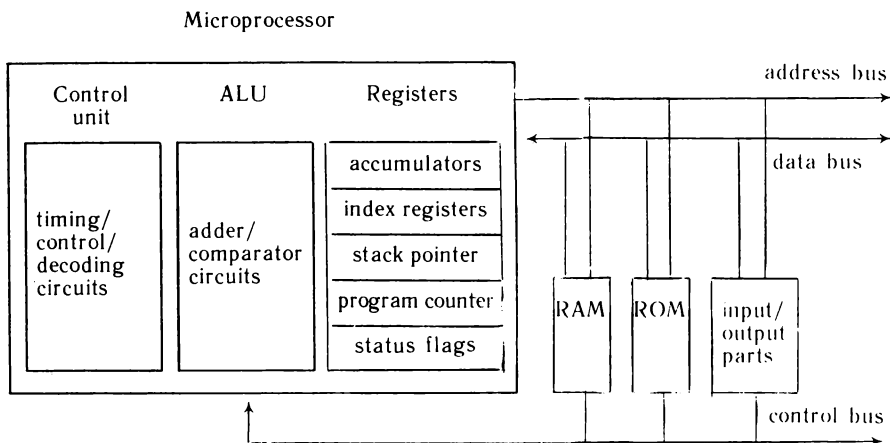 Microprocessor
Control
unit
ALU
Registers
timing/
control/
decoding
circuits
adder/
comparator
circuits
accumulators
index registers
stack pointer
program counter
status flags
address bus
data bus
RAM
ROM
input/
output
parts
control bus